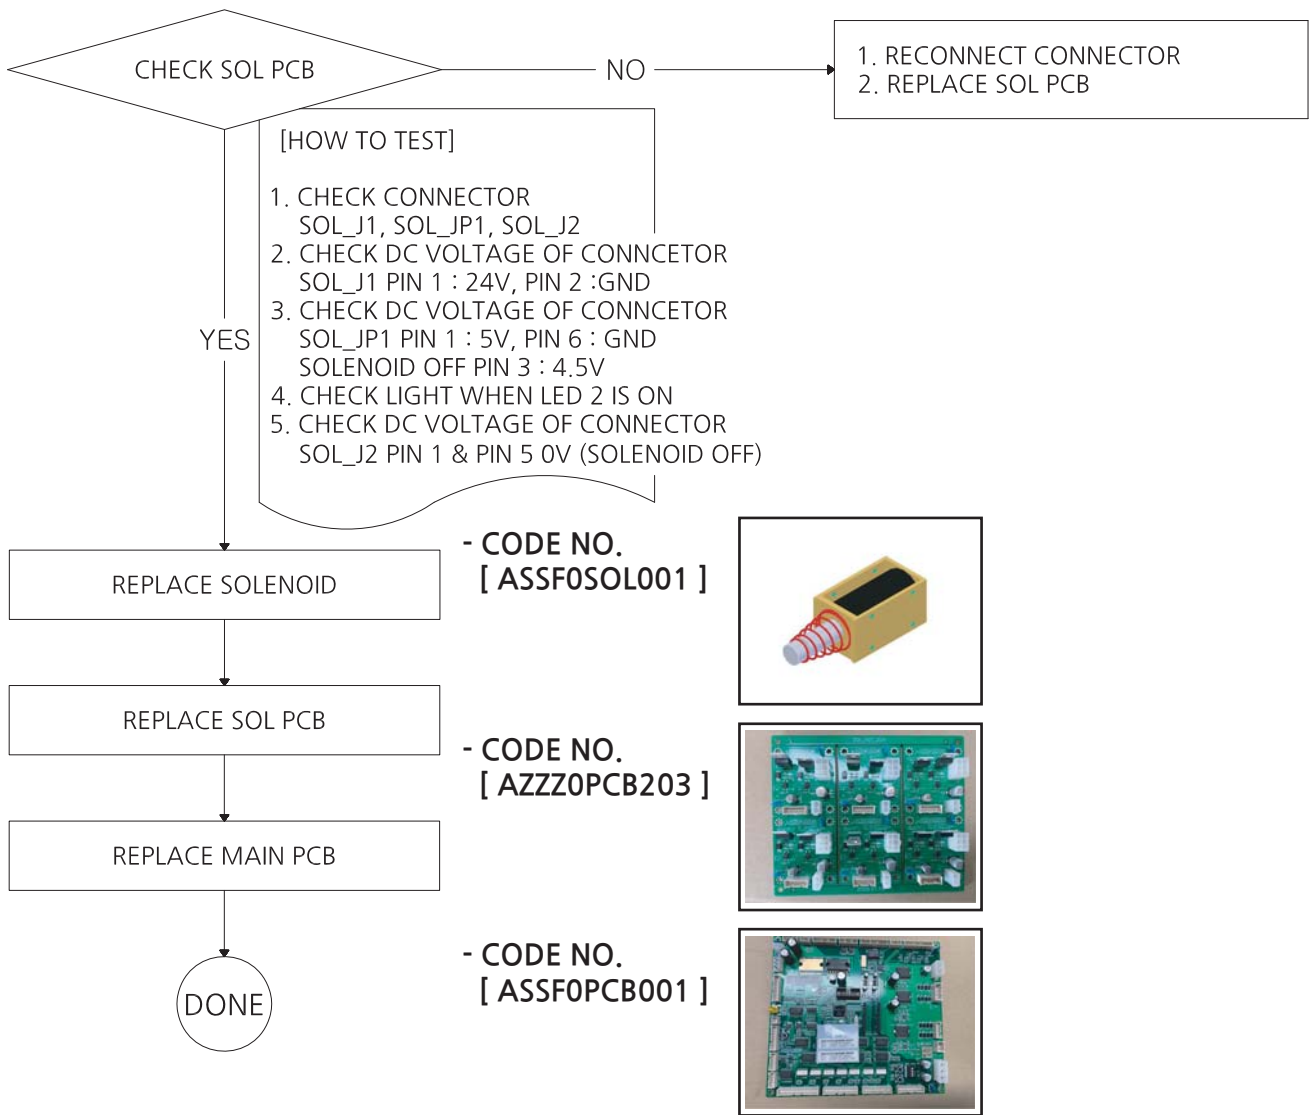 CHECK SOL PCB
NO
1. RECONNECT CONNECTOR
2. REPLACE SOL PCB
[HOW TO TEST]
1. CHECK CONNECTOR
SOL_J1, SOL_JP1, SOL_J2
2. CHECK DC VOLTAGE OF CONNCETOR
SOL_J1 PIN 1 : 24V, PIN 2 :GND
3. CHECK DC VOLTAGE OF CONNCETOR
SOL_JP1 PIN 1 : 5V, PIN 6 : GND
SOLENOID OFF PIN 3 : 4.5V
4. CHECK LIGHT WHEN LED 2 IS ON
5. CHECK DC VOLTAGE OF CONNECTOR
SOL_J2 PIN 1 & PIN 5 0V (SOLENOID OFF)
YES
REPLACE SOLENOID
- CODE NO.
[ ASSF0SOL001 ]
REPLACE SOL PCB
- CODE NO.
[ AZZZ0PCB203 ]
REPLACE MAIN PCB
- CODE NO.
[ ASSF0PCB001 ]
DONE